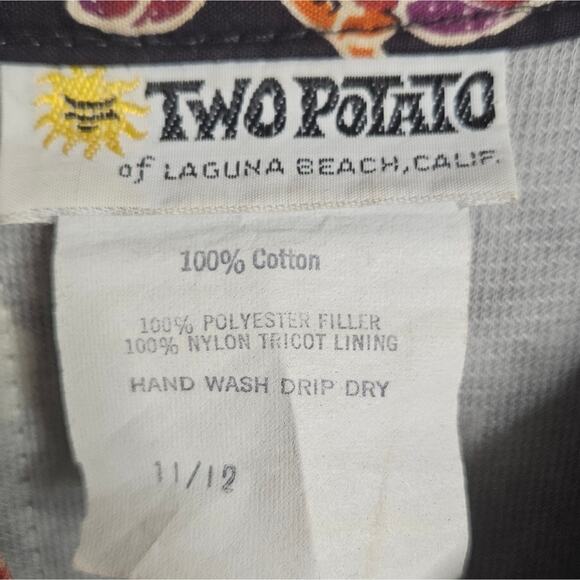 TWO POTATO
of LAGUNA BEACH, CALIF.
100% Cotton
100% POLYESTER FILLER
100% NYLON TRICOT LINING
HAND WASH DRIP DRY
11/12